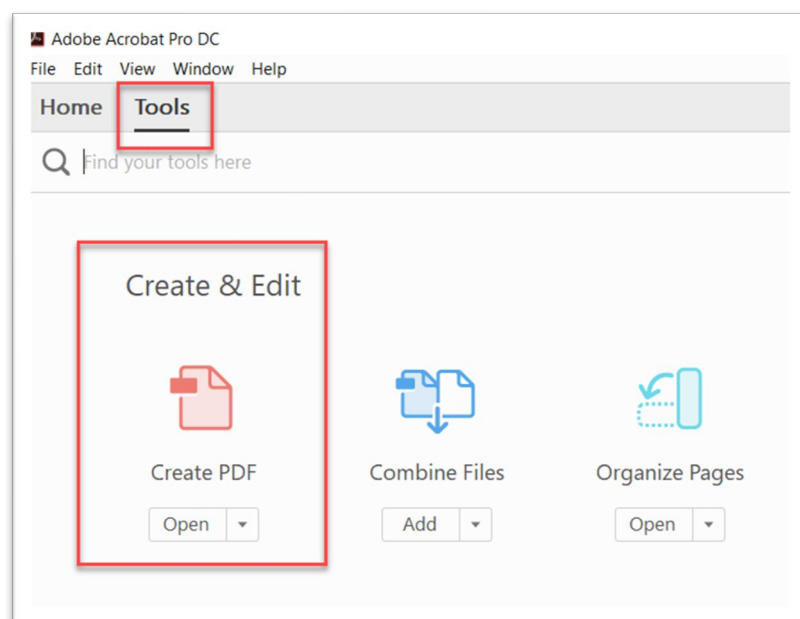 Adobe Acrobat Pro DC
File Edit View Window Help
Home Tools
Find your tools here
Create & Edit
Create PDF Combine Files Organize Pages
Open Add Open